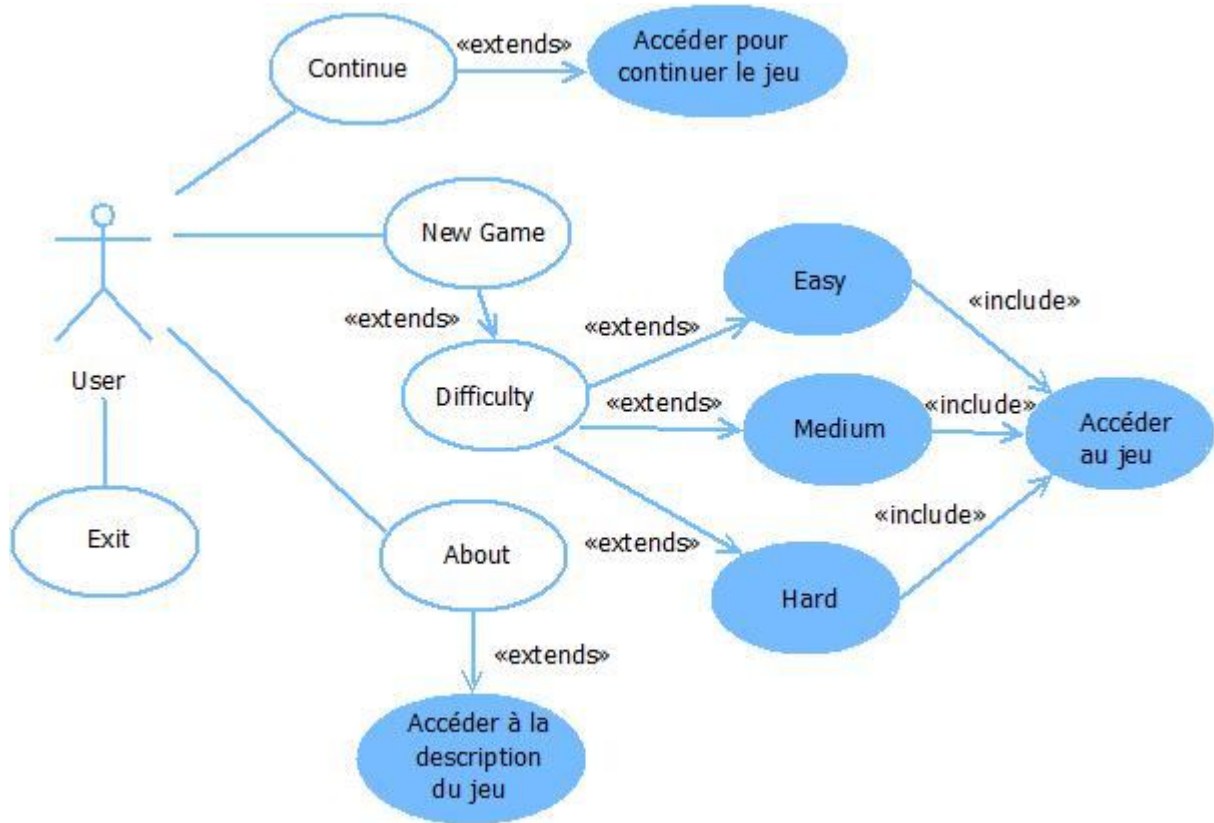 «extends»
Accéder pour
continuer le jeu
Continue
New Game
Easy
«include»
«extends»
«extends»
User
Difficulty
«extends»
Medium
«include»
Accéder
au jeu
«include»
Exit
About
«extends»
Hard
«extends»
Accéder à la
description
du jeu